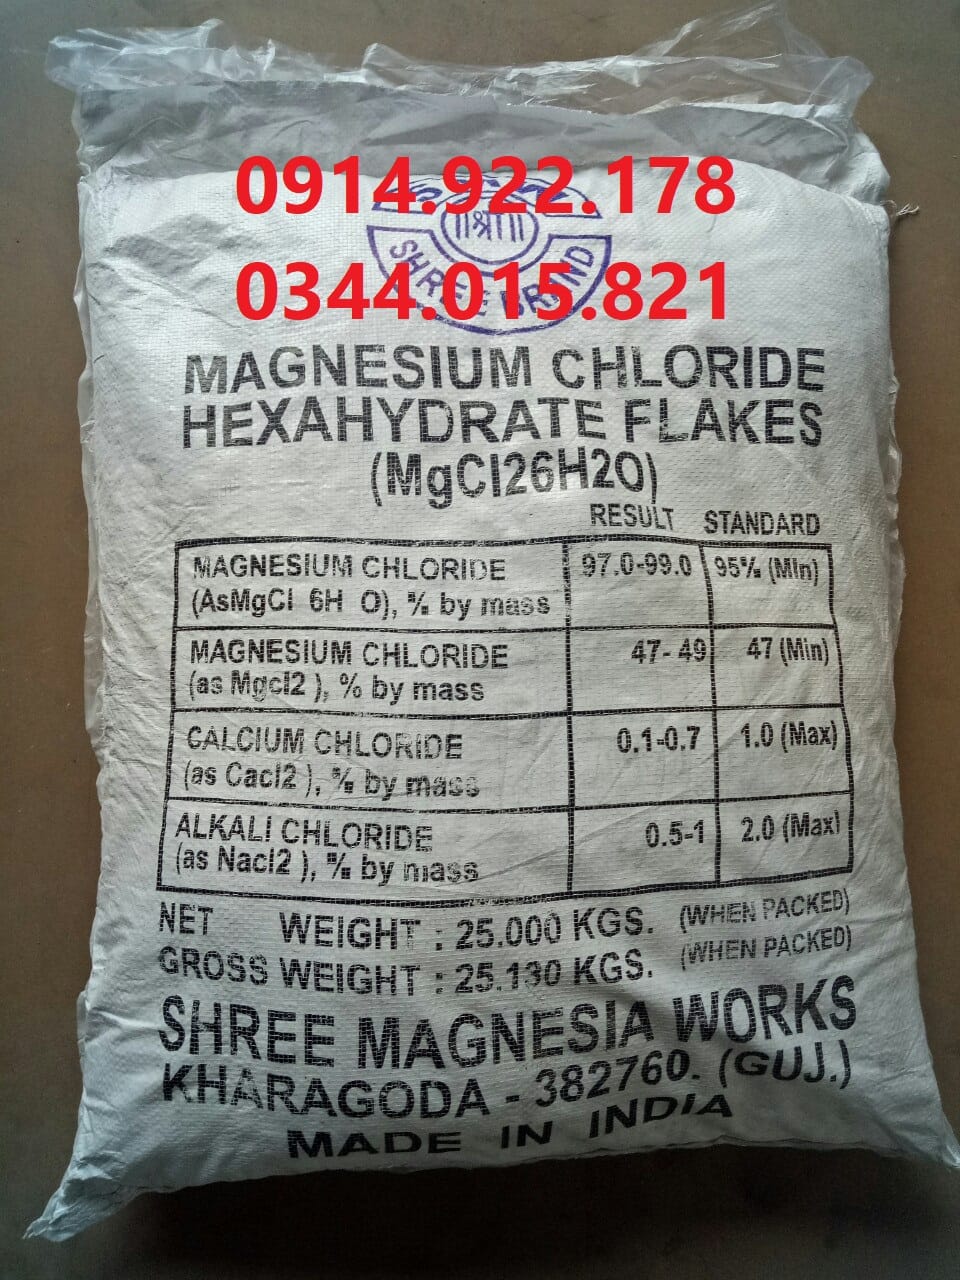 0914.922.178
॥श्री॥
SHREE BRAND
0344.015.821
MAGNESIUM CHLORIDE
HEXAHYDRATE FLAKES
(MgCl26H2O)
RESULT STANDARD
MAGNESIUM CHLORIDE 97.0-99.0 95% (MIn)
(AsMgCl 6H O), % by mass
MAGNESIUM CHLORIDE 47-49 47 (Min)
(as Mgcl2 ), % by mass
CALCIUM CHLORIDE 0.1-0.7 1.0 (Max)
(as Cacl2 ), % by mass
ALKALI CHLORIDE 0.5-1 2.0 (Max)
(as Nacl2 ), % by mass
NET WEIGHT : 25.000 KGS. (WHEN PACKED)
GROSS WEIGHT : 25.130 KGS. (WHEN PACKED)
SHREE MAGNESIA WORKS
KHARAGODA - 382760. (GUJ.)
MADE IN INDIA